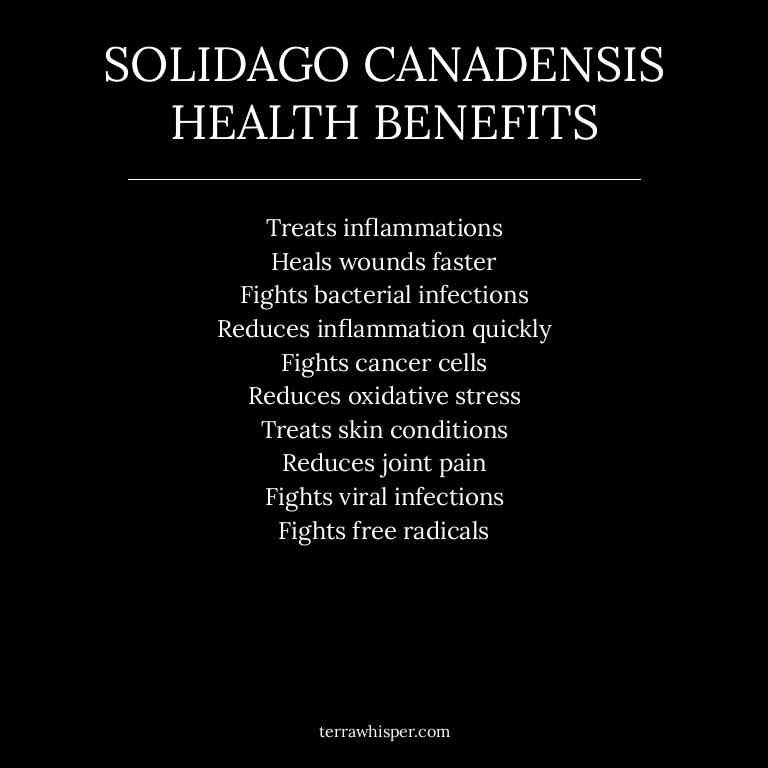 SOLIDAGO CANADENSIS
HEALTH BENEFITS
Treats inflammations
Heals wounds faster
Fights bacterial infections
Reduces inflammation quickly
Fights cancer cells
Reduces oxidative stress
Treats skin conditions
Reduces joint pain
Fights viral infections
Fights free radicals
terrawhisper.com